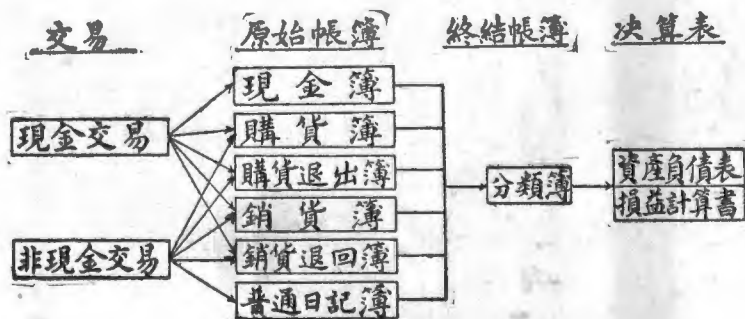 交易 原始帳簿 終結帳簿 决算表
現金簿
現金交易
購貨簿
購貨退出簿
分類簿
資產負債表
損益計算書
銷貨簿
非現金交易
銷貨退回簿
普通日記簿